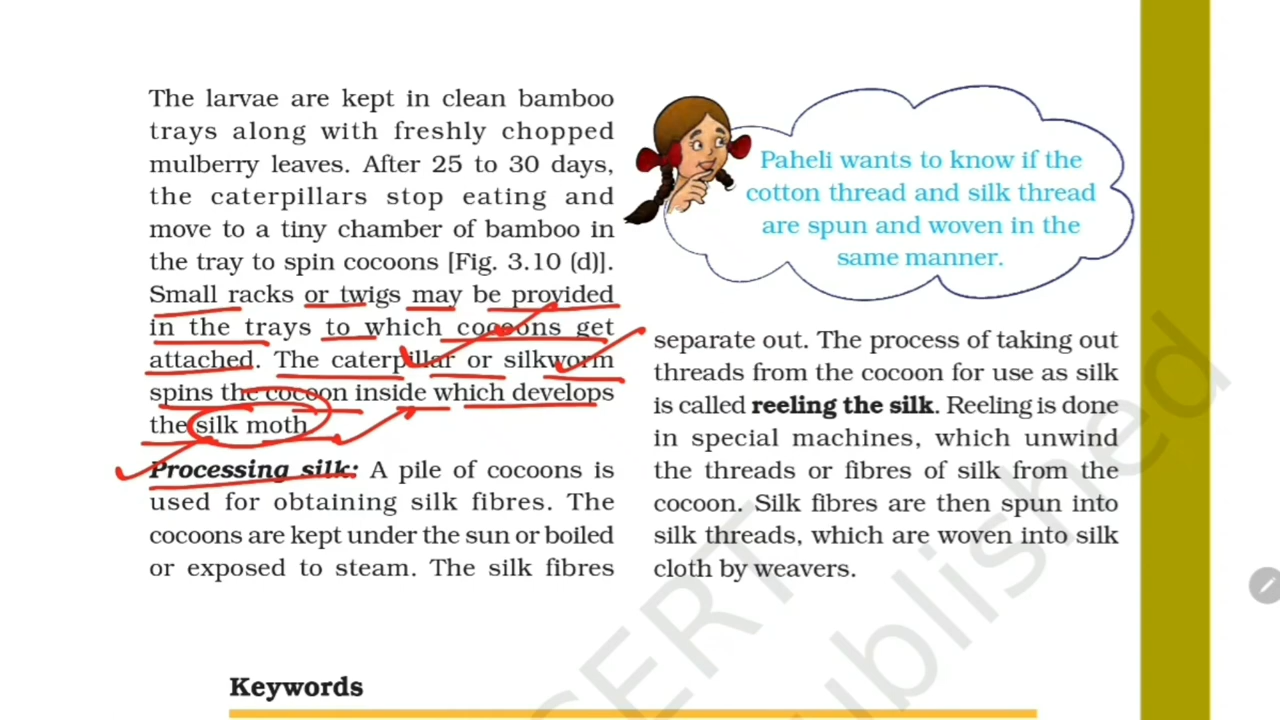 The larvae are kept in clean bamboo
trays along with freshly chopped
mulberry leaves. After 25 to 30 days,
the caterpillars stop eating and
move to a tiny chamber of bamboo in
the tray to spin cocoons [Fig. 3.10 (d)].
Small racks or twigs may be provided
in the trays to which cocoons get
attached. The caterpillar or silkworm
spins the cocoon inside which develops
the silk moth
Processing silk: A pile of cocoons is
used for obtaining silk fibres. The
cocoons are kept under the sun or boiled
or exposed to steam. The silk fibres
Paheli wants to know if the
cotton thread and silk thread
are spun and woven in the
same manner.
separate out. The process of taking out
threads from the cocoon for use as silk
is called reeling the silk. Reeling is done
in special machines, which unwind
the threads or fibres of silk from the
cocoon. Silk fibres are then spun into
silk threads, which are woven into silk
cloth by weavers.
Keywords